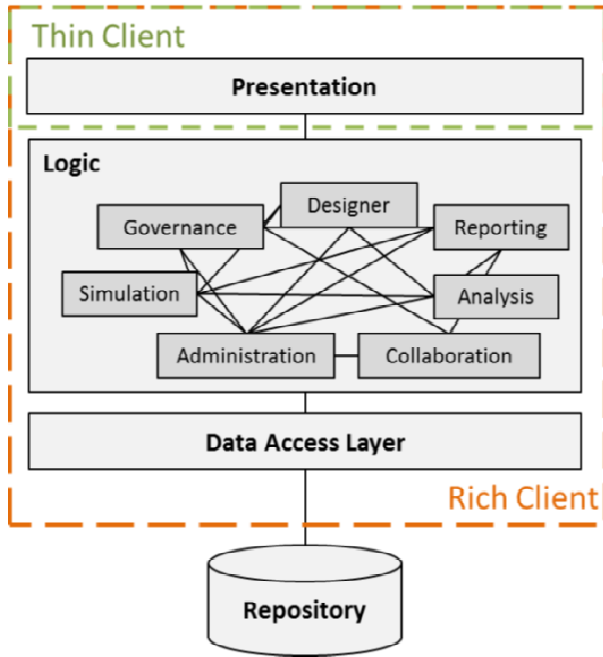 Thin Client
Presentation
Logic
Designer
Governance
Reporting
Simulation
Analysis
Administration
Collaboration
Data Access Layer
Rich Client
Repository